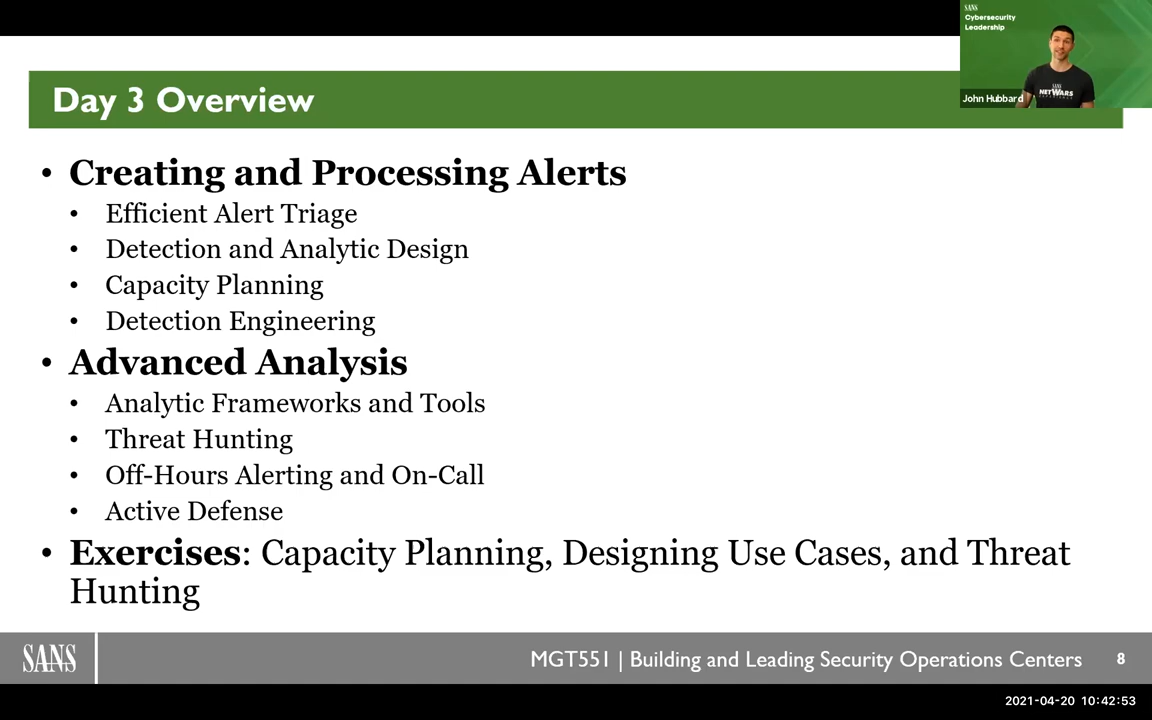 SANS
Cybersecurity
Leadership
NETWARS
John Hubbard
Day 3 Overview
• Creating and Processing Alerts
• Efficient Alert Triage
• Detection and Analytic Design
• Capacity Planning
• Detection Engineering
• Advanced Analysis
• Analytic Frameworks and Tools
• Threat Hunting
• Off-Hours Alerting and On-Call
• Active Defense
• Exercises: Capacity Planning, Designing Use Cases, and Threat
Hunting
SANS
MGT551 | Building and Leading Security Operations Centers 8
2021-04-20 10:42:53